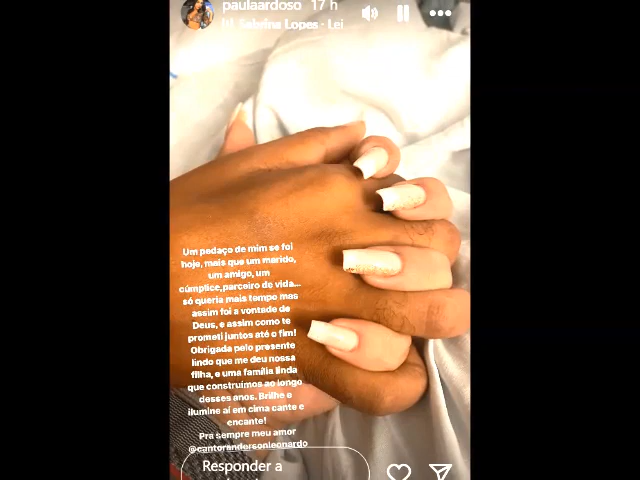 paulaardoso 17 h
Sabrina Lopes · Lei
Um pedaço de mim se foi
hoje, mais que um marido,
um amigo, um
cúmplice,parceiro de vida...
só queria mais tempo mas
assim foi a vontade de
Deus, e assim como te
prometi juntos até o fim!
Obrigada pelo presente
lindo que me deu nossa
filha, e uma família linda
que construímos ao longo
desses anos. Brilhe e
ilumine aí em cima cante e
encante!
Pra sempre meu amor
@cantorandersonleonardo
Responder a